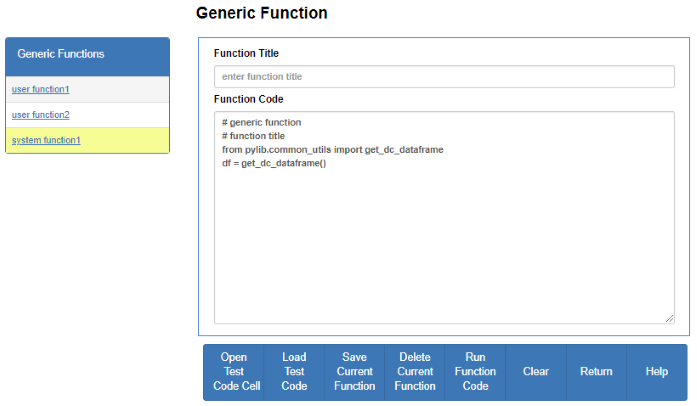 Generic Function
Generic Functions
user function1
user function2
system function1
Function Title
enter function title
Function Code
# generic function
# function title
from pylib.common_utils import get_dc_dataframe
df = get_dc_dataframe()
Open
Test
Code Cell
Load
Test
Code
Save
Current
Function
Delete
Current
Function
Run
Function
Code
Clear
Return
Help